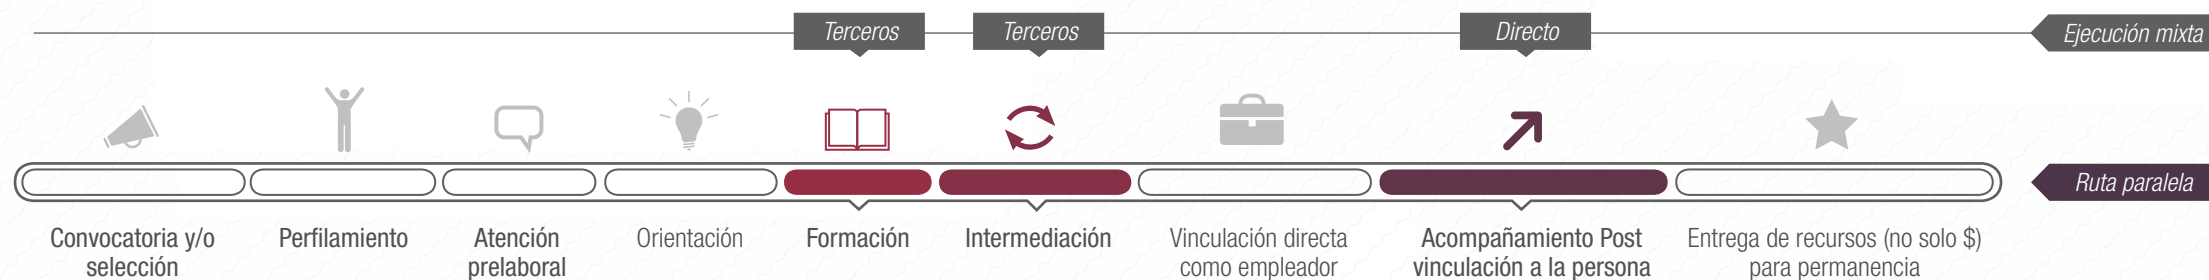 Terceros
Terceros
Directo
Ejecución mixta
Ruta paralela
Convocatoria y/o
selección
Perfilamiento
Atención
prelaboral
Orientación
Formación
Intermediación
Vinculación directa
como empleador
Acompañamiento Post
vinculación a la persona
Entrega de recursos (no solo $)
para permanencia